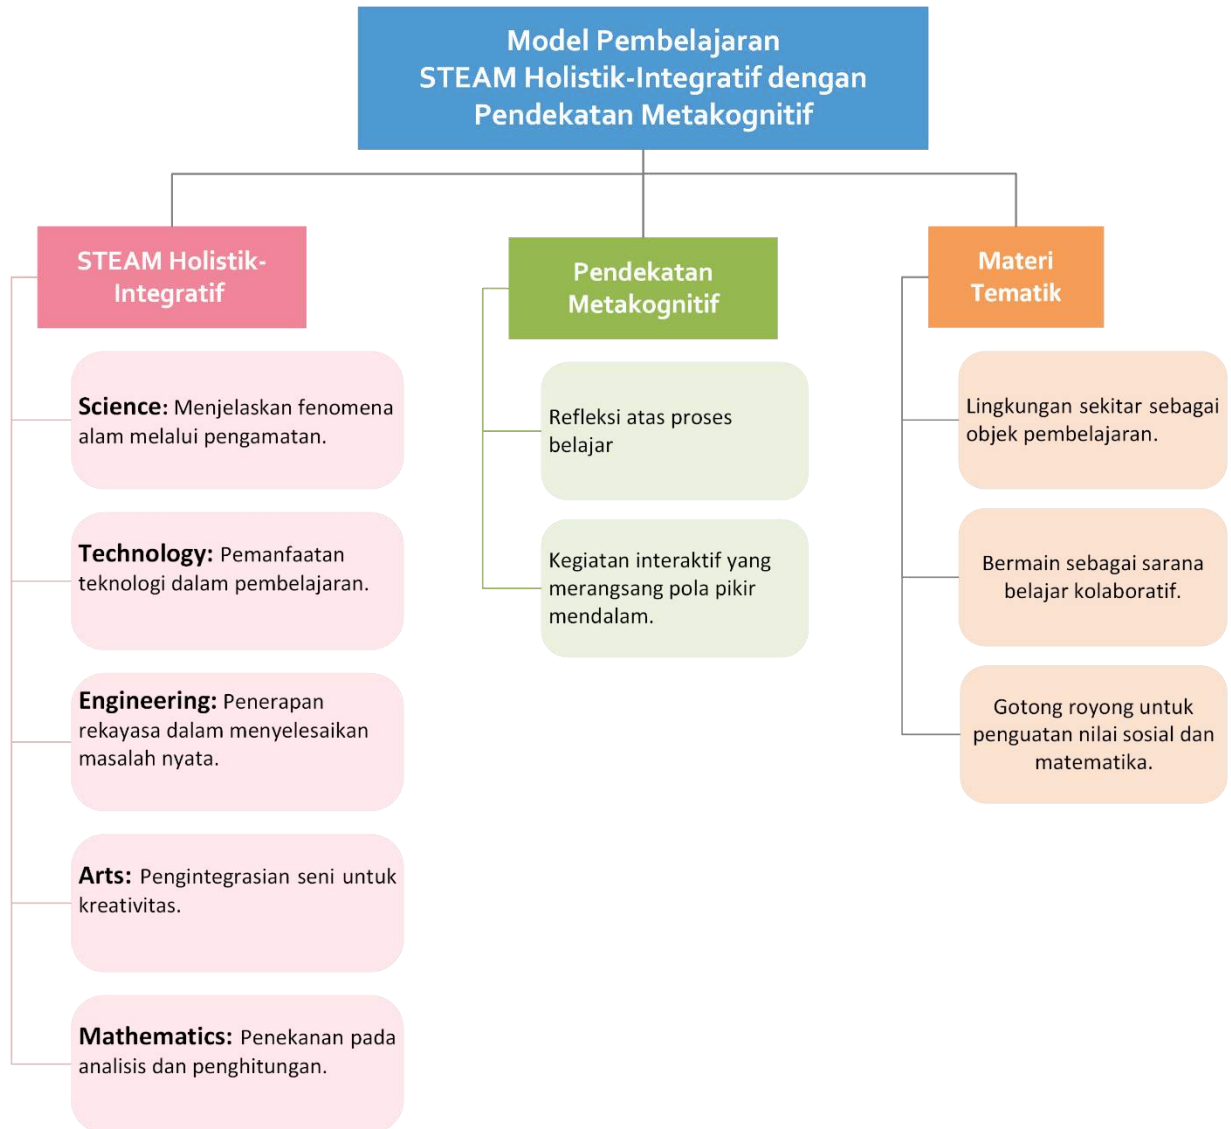 Model Pembelajaran
STEAM Holistik-Integratif dengan
Pendekatan Metakognitif
STEAM Holistik-
Integratif
Science: Menjelaskan fenomena
alam melalui pengamatan.
Technology: Pemanfaatan
teknologi dalam pembelajaran.
Engineering: Penerapan
rekayasa dalam menyelesaikan
masalah nyata.
Arts: Pengintegrasian seni untuk
kreativitas.
Mathematics: Penekanan pada
analisis dan penghitungan.
Pendekatan
Metakognitif
Refleksi atas proses
belajar
Kegiatan interaktif yang
merangsang pola pikir
mendalam.
Materi
Tematik
Lingkungan sekitar sebagai
objek pembelajaran.
Bermain sebagai sarana
belajar kolaboratif.
Gotong royong untuk
penguatan nilai sosial dan
matematika.